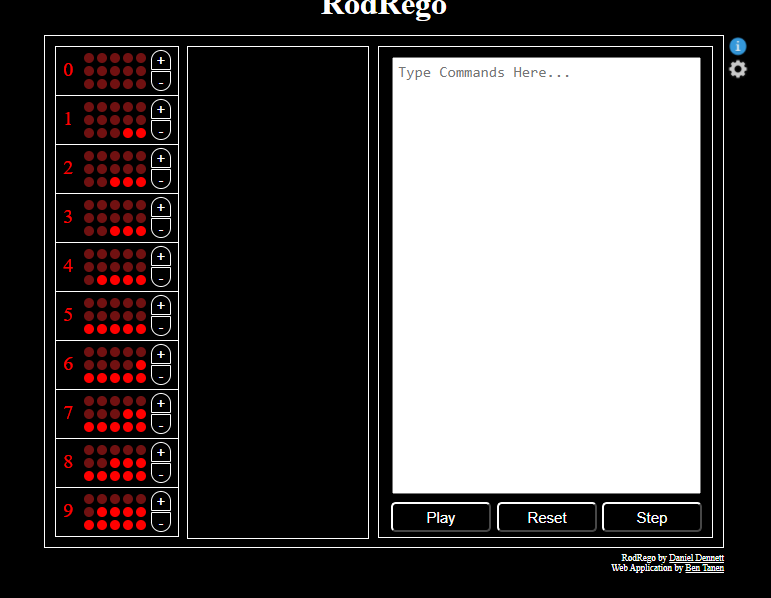 RodRego
0 + -
1 + -
2 + -
3 + -
4 + -
5 + -
6 + -
7 + -
8 + -
9 + -
Type Commands Here...
Play Reset Step
i
RodRego by Daniel Dennett
Web Application by Ben Tanen